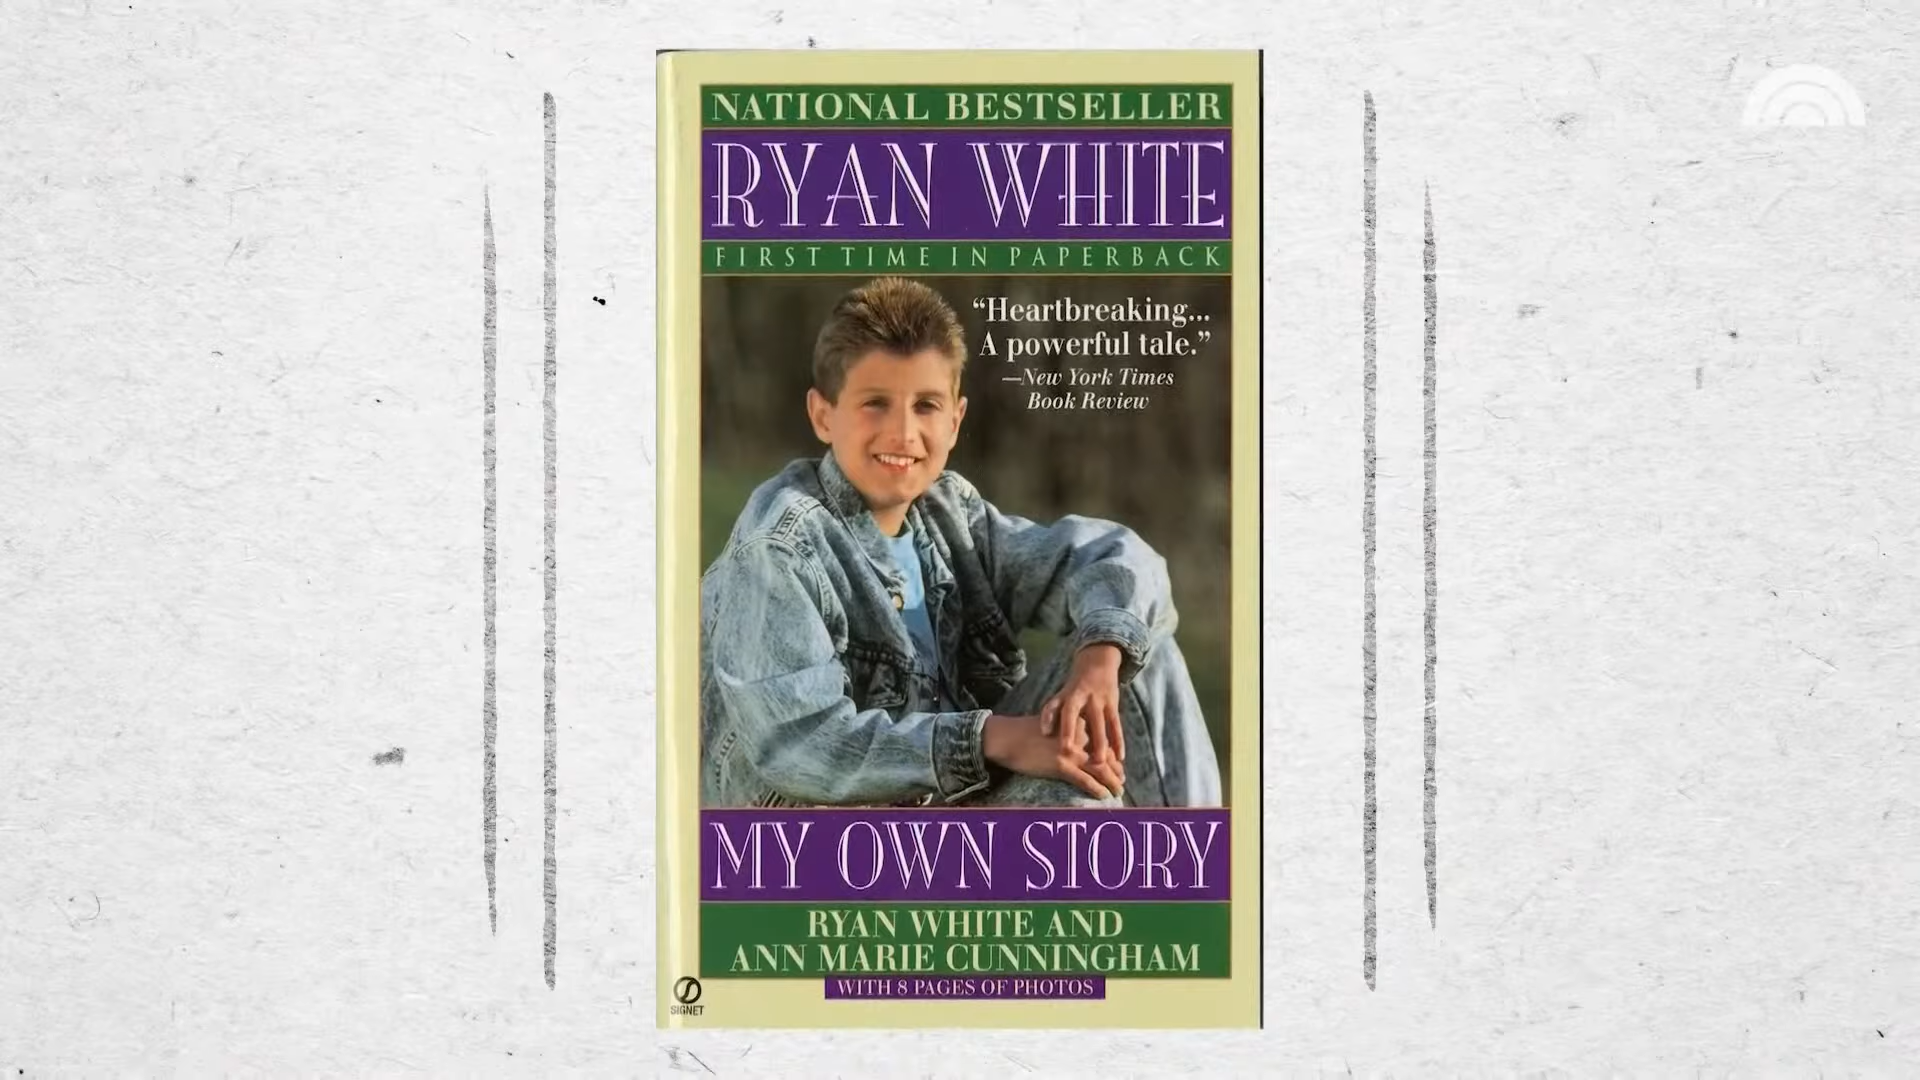 NATIONAL BESTSELLER
RYAN WHITE
FIRST TIME IN PAPERBACK
“Heartbreaking...
A powerful tale.”
—New York Times
Book Review
MY OWN STORY
RYAN WHITE AND
ANN MARIE CUNNINGHAM
WITH 8 PAGES OF PHOTOS
SIGNET